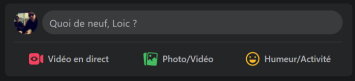 Quoi de neuf, Loic ?
Vidéo en direct
Photo/Vidéo
Humeur/Activité